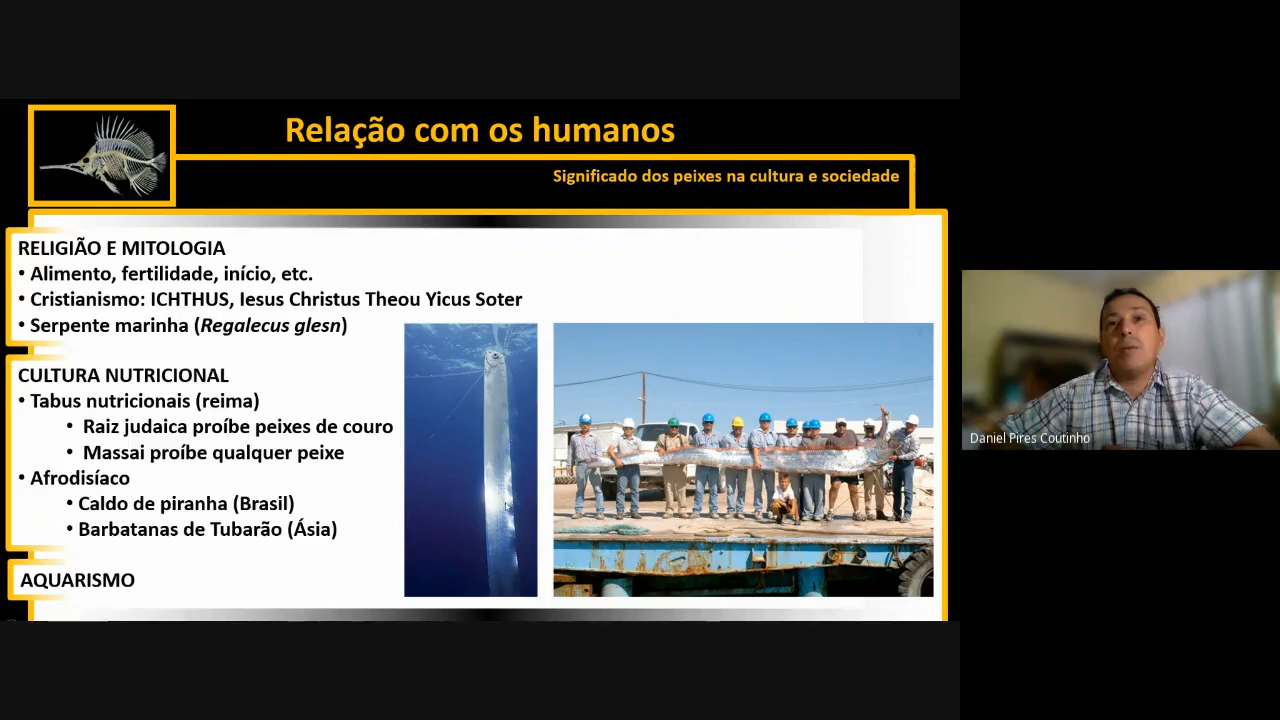 Relação com os humanos
Significado dos peixes na cultura e sociedade
RELIGIÃO E MITOLOGIA
• Alimento, fertilidade, início, etc.
• Cristianismo: ICHTHUS, Iesus Christus Theou Yicus Soter
• Serpente marinha (Regalecus glesn)
CULTURA NUTRICIONAL
• Tabus nutricionais (reima)
• Raiz judaica proíbe peixes de couro
• Massai proíbe qualquer peixe
• Afrodisíaco
• Caldo de piranha (Brasil)
• Barbatanas de Tubarão (Ásia)
AQUARISMO
Daniel Pires Coutinho